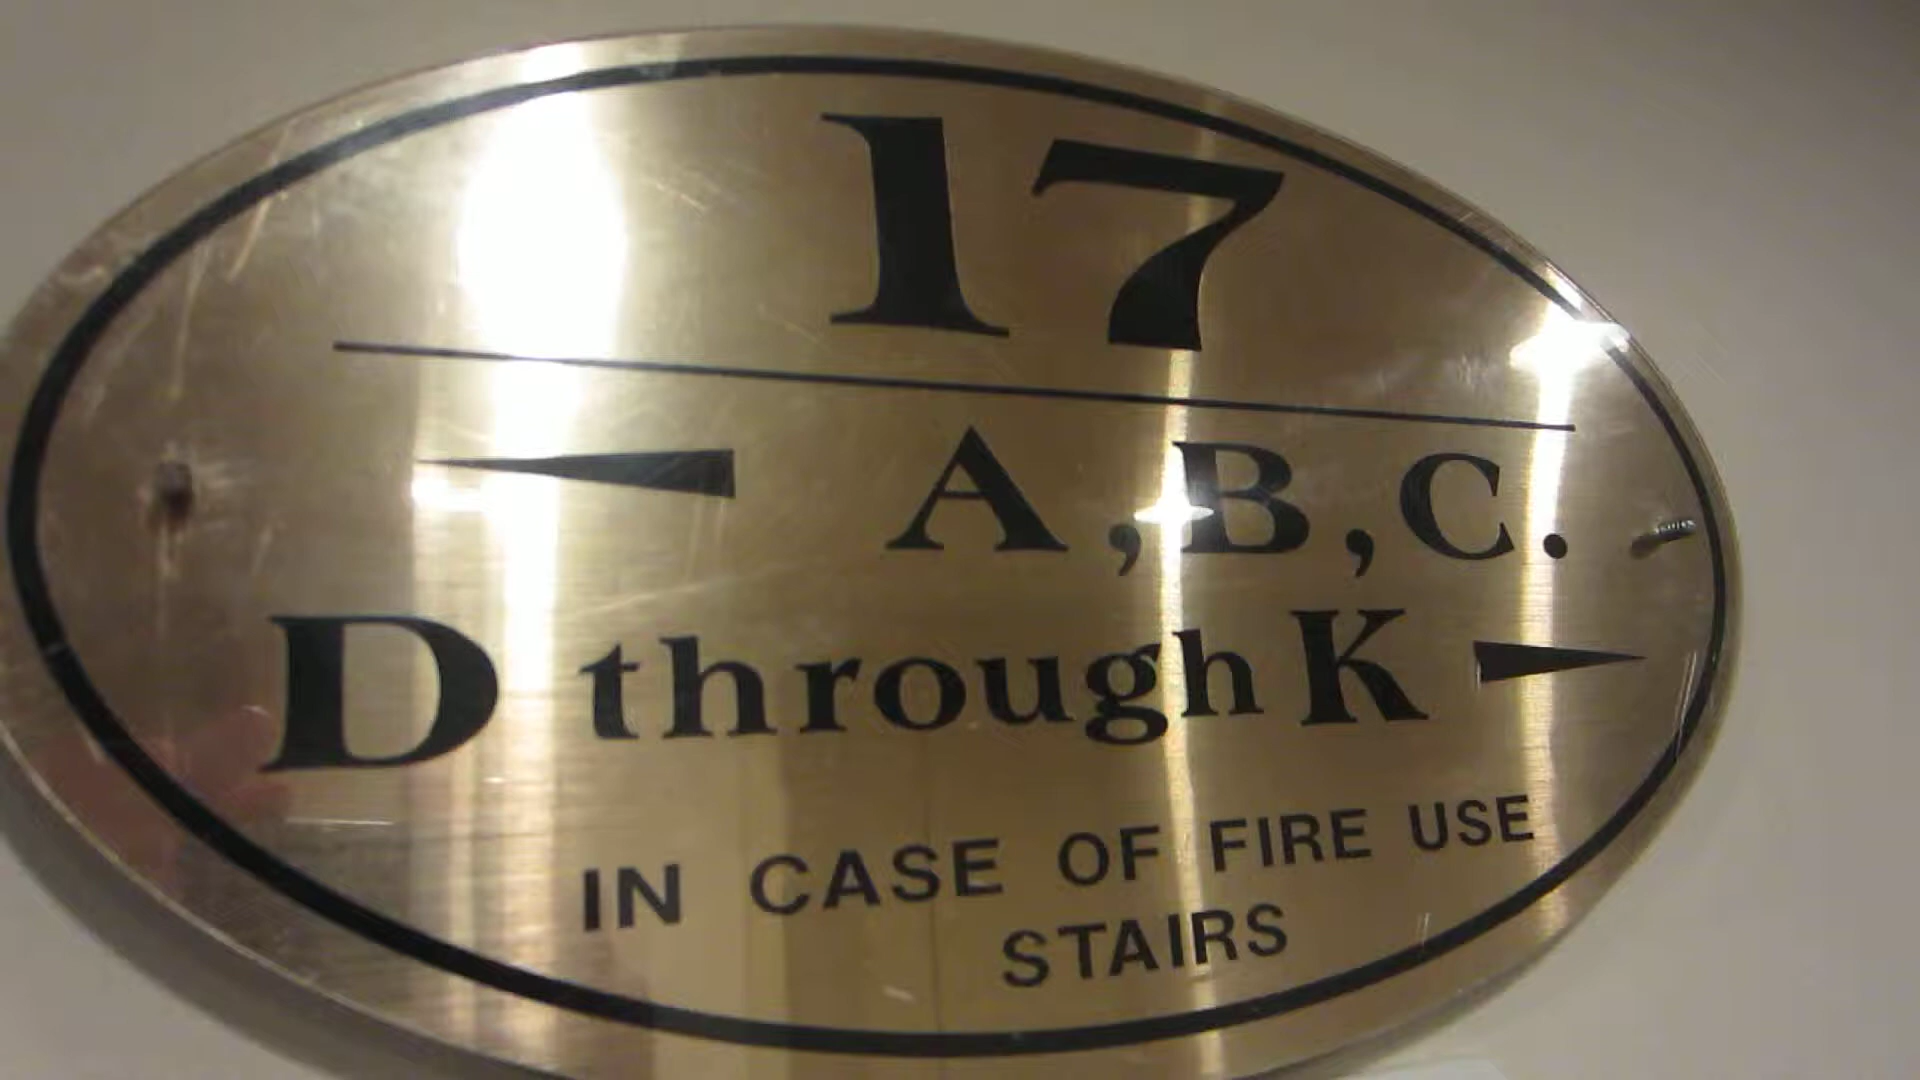 17
A, B, C.
D through K
IN CASE OF FIRE USE
STAIRS